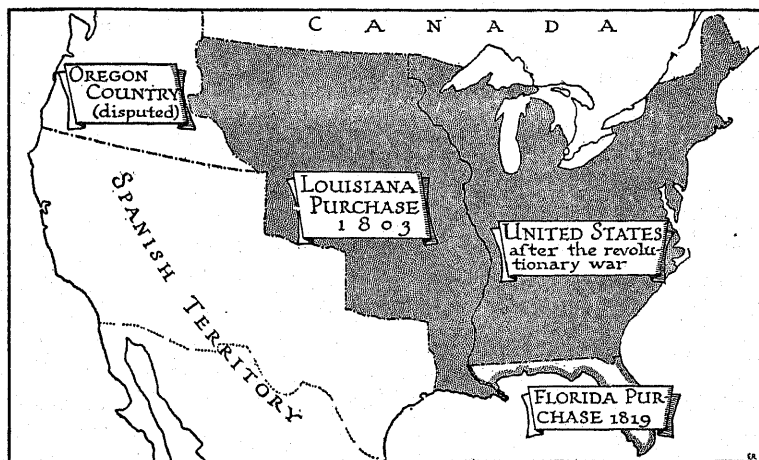 CANADA
OREGON
COUNTRY
(disputed)
SPANISH TERRITORY
LOUISIANA
PURCHASE
1803
UNITED STATES
after the revolu-
tionary war
FLORIDA PUR-
CHASE 1819